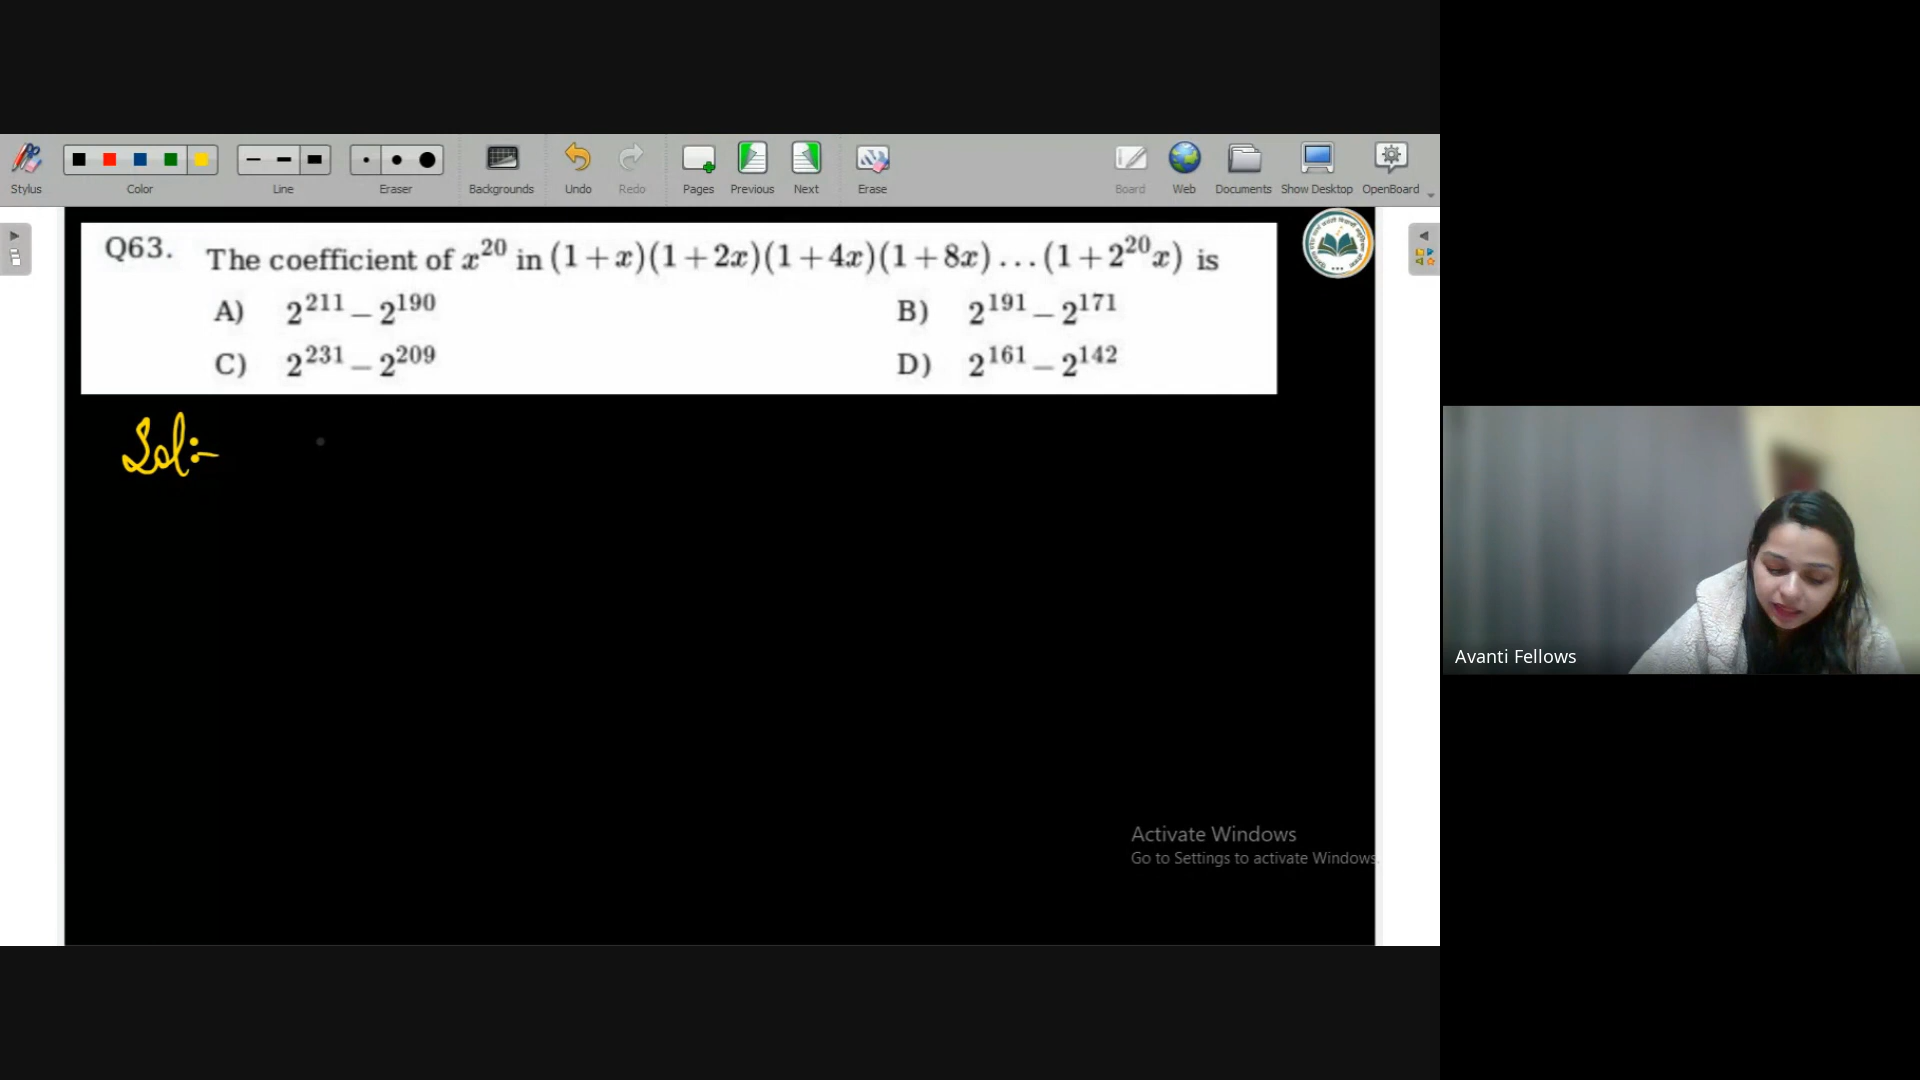 Stylus Color Line Eraser Backgrounds Undo Redo Pages Previous Next Erase Board Web Documents Show Desktop OpenBoard
Q63. The coefficient of x^20 in (1+x)(1+2x)(1+4x)(1+8x)...(1+2^20x) is
A) 2^211 – 2^190 B) 2^191 – 2^171
C) 2^231 – 2^209 D) 2^161 – 2^142
Sol:-
Avanti Fellows
Activate Windows
Go to Settings to activate Windows.